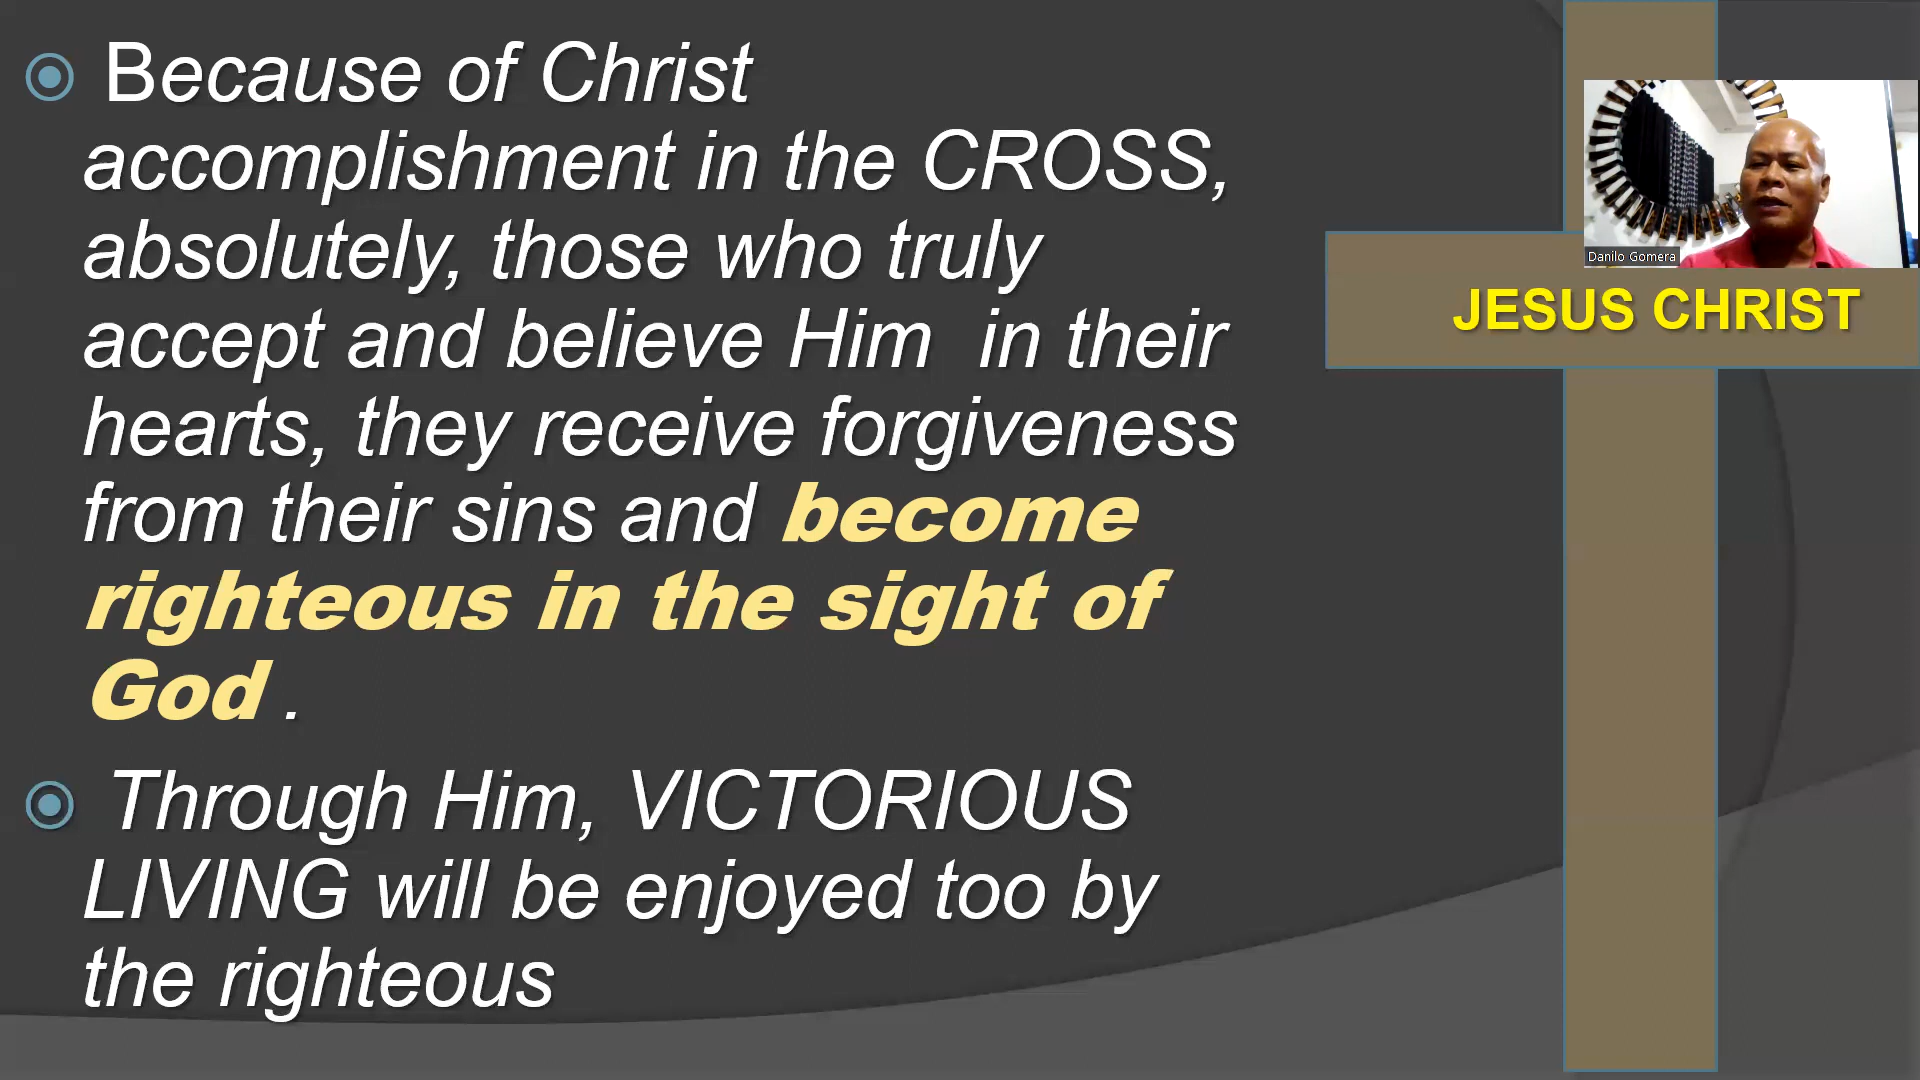 Because of Christ
accomplishment in the CROSS,
absolutely, those who truly
accept and believe Him  in their
hearts, they receive forgiveness
from their sins and become
righteous in the sight of
God .
Through Him, VICTORIOUS
LIVING will be enjoyed too by
the righteous
Danilo Gomera
JESUS CHRIST